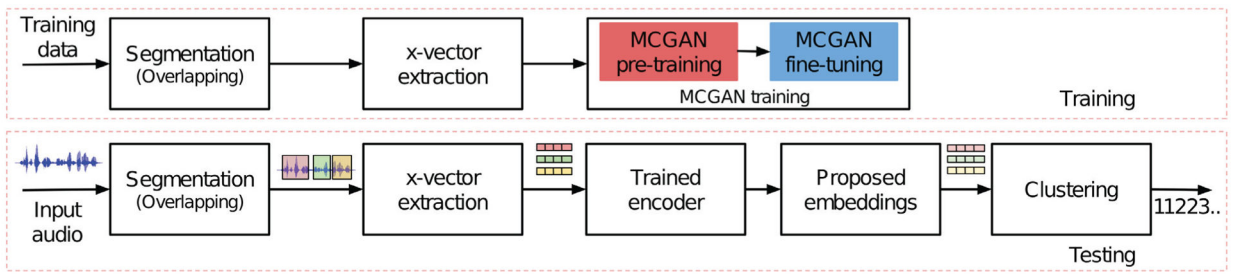 Training
data
Segmentation
(Overlapping)
x-vector
extraction
MCGAN
pre-training
MCGAN
fine-tuning
MCGAN training
Training
Input
audio
Segmentation
(Overlapping)
x-vector
extraction
Trained
encoder
Proposed
embeddings
Clustering
11223..
Testing